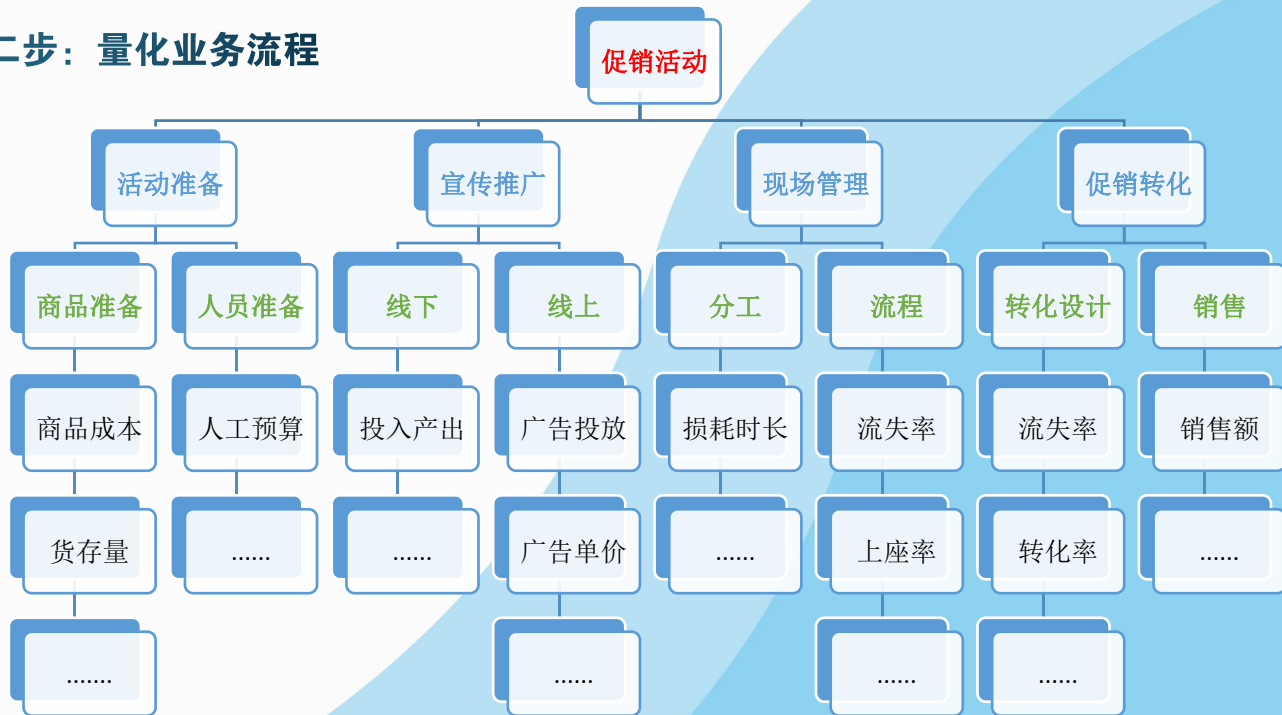 二步：量化业务流程
促销活动
活动准备
宣传推广
现场管理
促销转化
商品准备
人员准备
线下
线上
分工
流程
转化设计
销售
商品成本
人工预算
投入产出
广告投放
损耗时长
流失率
流失率
销售额
货存量
......
......
广告单价
......
上座率
转化率
......
.......
......
......
......